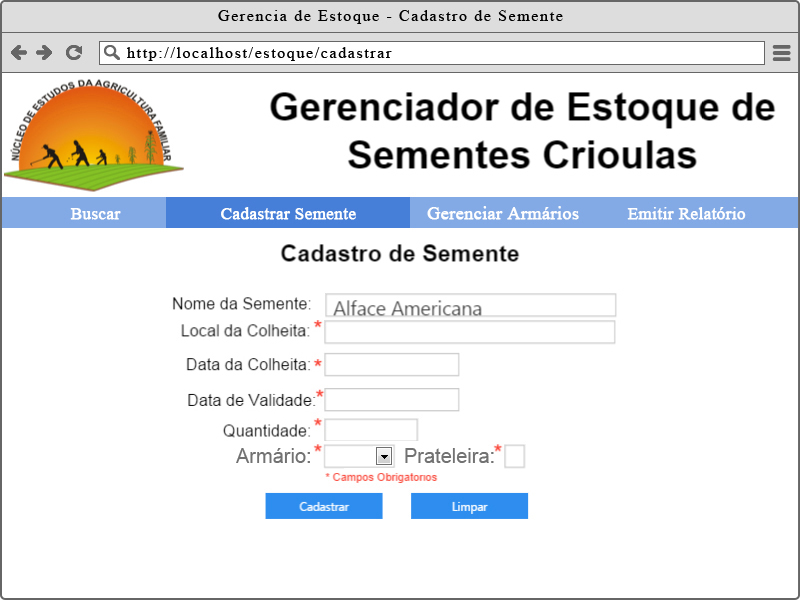 Gerencia de Estoque - Cadastro de Semente
http://localhost/estoque/cadastrar
NÚCLEO DE ESTUDOS DA AGRICULTURA FAMILIAR
Gerenciador de Estoque de
Sementes Crioulas
Buscar Cadastrar Semente Gerenciar Armários Emitir Relatório
Cadastro de Semente
Nome da Semente: Alface Americana
Local da Colheita: *
Data da Colheita: *
Data de Validade:*
Quantidade: *
Armário: * Prateleira:*
* Campos Obrigatorios
Cadastrar Limpar